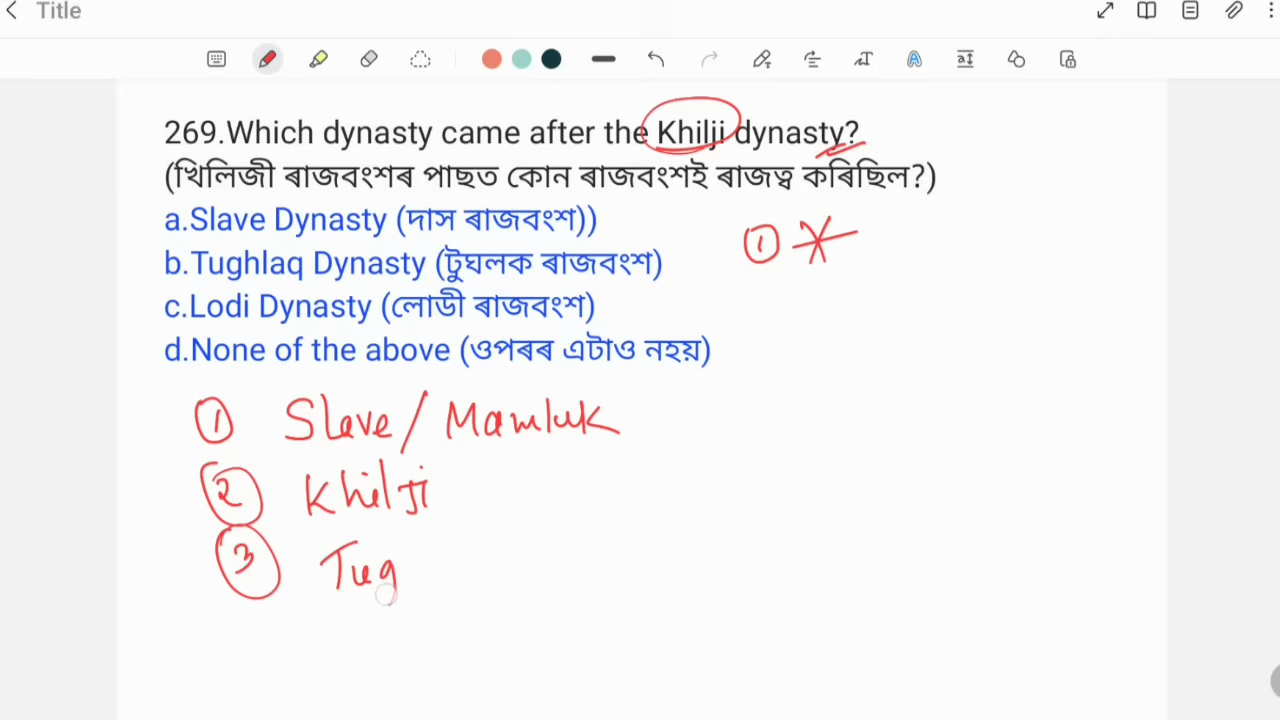 Title
269.Which dynasty came after the Khilji dynasty?
(খিলিজী ৰাজবংশৰ পাছত কোন ৰাজবংশই ৰাজত্ব কৰিছিল?)
a.Slave Dynasty (দাস ৰাজবংশ))
b.Tughlaq Dynasty (টুঘলক ৰাজবংশ)
c.Lodi Dynasty (লোডী ৰাজবংশ)
d.None of the above (ওপৰৰ এটাও নহয়)
① 
① Slave/Mamluk
② Khilji
③ Tug